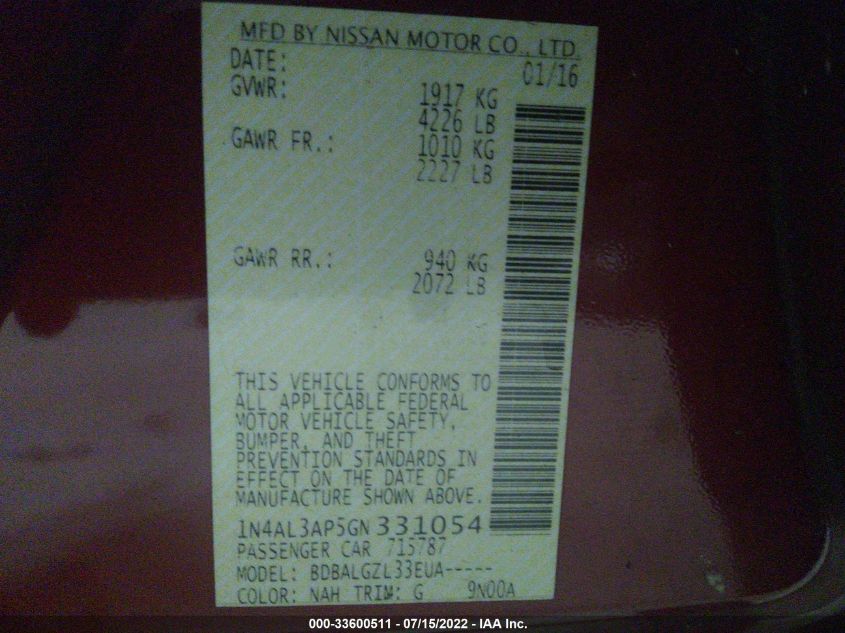 MFD BY NISSAN MOTOR CO., LTD.
DATE: 01/16
GVWR: 1917 KG
4226 LB
GAWR FR.: 1010 KG
2227 LB
GAWR RR.: 940 KG
2072 LB
THIS VEHICLE CONFORMS TO
ALL APPLICABLE FEDERAL
MOTOR VEHICLE SAFETY,
BUMPER, AND THEFT
PREVENTION STANDARDS IN
EFFECT ON THE DATE OF
MANUFACTURE SHOWN ABOVE.
1N4AL3AP5GN 331054
PASSENGER CAR 715787
MODEL: BDBALGZL33EUA-----
COLOR: NAH TRIM: G 9N00A
000-33600511 - 07/15/2022 - IAA Inc.